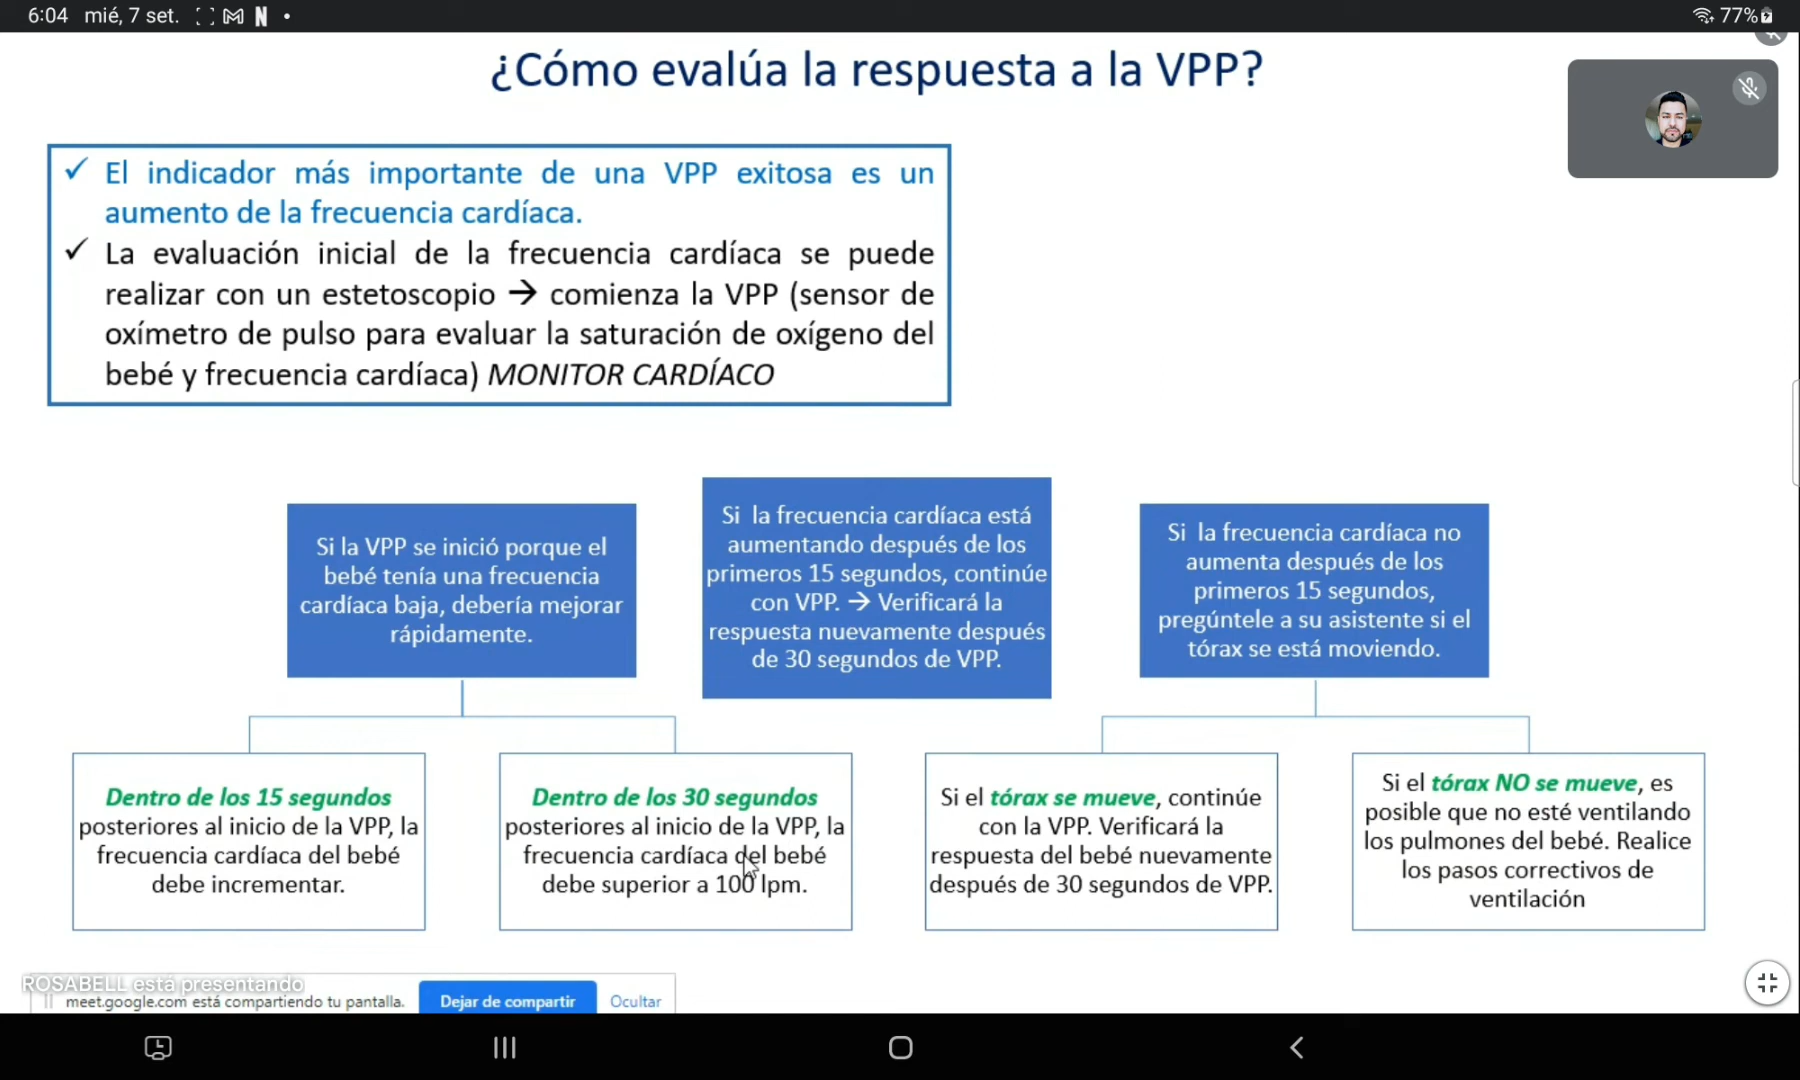 6:04 mié, 7 set.
77%
¿Cómo evalúa la respuesta a la VPP?
✓ El indicador más importante de una VPP exitosa es un
aumento de la frecuencia cardíaca.
✓ La evaluación inicial de la frecuencia cardíaca se puede
realizar con un estetoscopio → comienza la VPP (sensor de
oxímetro de pulso para evaluar la saturación de oxígeno del
bebé y frecuencia cardíaca) MONITOR CARDÍACO
Si la VPP se inició porque el
bebé tenía una frecuencia
cardíaca baja, debería mejorar
rápidamente.
Si la frecuencia cardíaca está
aumentando después de los
primeros 15 segundos, continúe
con VPP. → Verificará la
respuesta nuevamente después
de 30 segundos de VPP.
Si la frecuencia cardíaca no
aumenta después de los
primeros 15 segundos,
pregúntele a su asistente si el
tórax se está moviendo.
Dentro de los 15 segundos
posteriores al inicio de la VPP, la
frecuencia cardíaca del bebé
debe incrementar.
Dentro de los 30 segundos
posteriores al inicio de la VPP, la
frecuencia cardíaca del bebé
debe superior a 100 lpm.
Si el tórax se mueve, continúe
con la VPP. Verificará la
respuesta del bebé nuevamente
después de 30 segundos de VPP.
Si el tórax NO se mueve, es
posible que no esté ventilando
los pulmones del bebé. Realice
los pasos correctivos de
ventilación
ROSABELL está presentando
meet.google.com está compartiendo tu pantalla.
Dejar de compartir
Ocultar